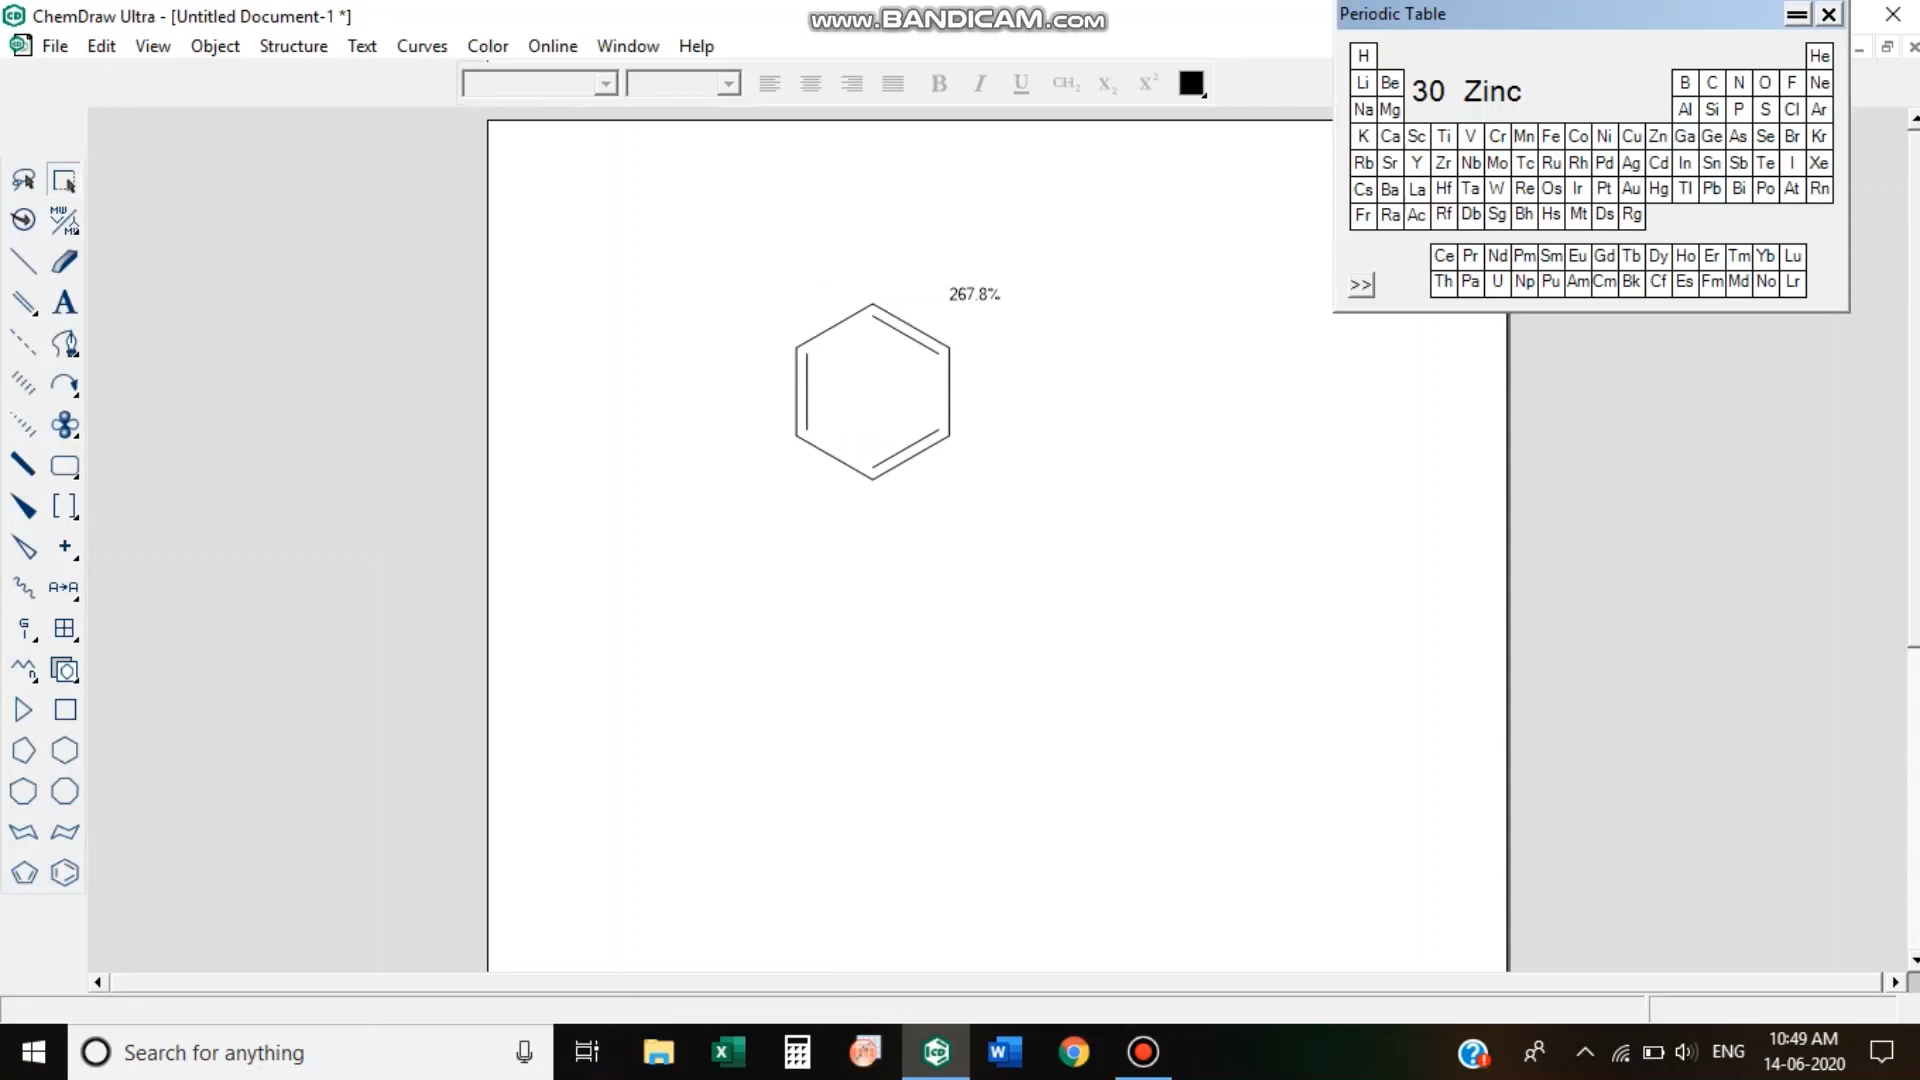 ChemDraw Ultra - [Untitled Document-1 *]
www.BANDICAM.com
Periodic Table
File Edit View Object Structure Text Curves Color Online Window Help
B I U CH₂ X₂ X²
H He
Li Be 30 Zinc B C N O F Ne
Na Mg Al Si P S Cl Ar
K Ca Sc Ti V Cr Mn Fe Co Ni Cu Zn Ga Ge As Se Br Kr
Rb Sr Y Zr Nb Mo Tc Ru Rh Pd Ag Cd In Sn Sb Te I Xe
Cs Ba La Hf Ta W Re Os Ir Pt Au Hg Tl Pb Bi Po At Rn
Fr Ra Ac Rf Db Sg Bh Hs Mt Ds Rg
Ce Pr Nd Pm Sm Eu Gd Tb Dy Ho Er Tm Yb Lu
>> Th Pa U Np Pu Am Cm Bk Cf Es Fm Md No Lr
MW
A
267.8%
[ ]
+
A→A
G
I
n
Search for anything
ENG
10:49 AM
14-06-2020